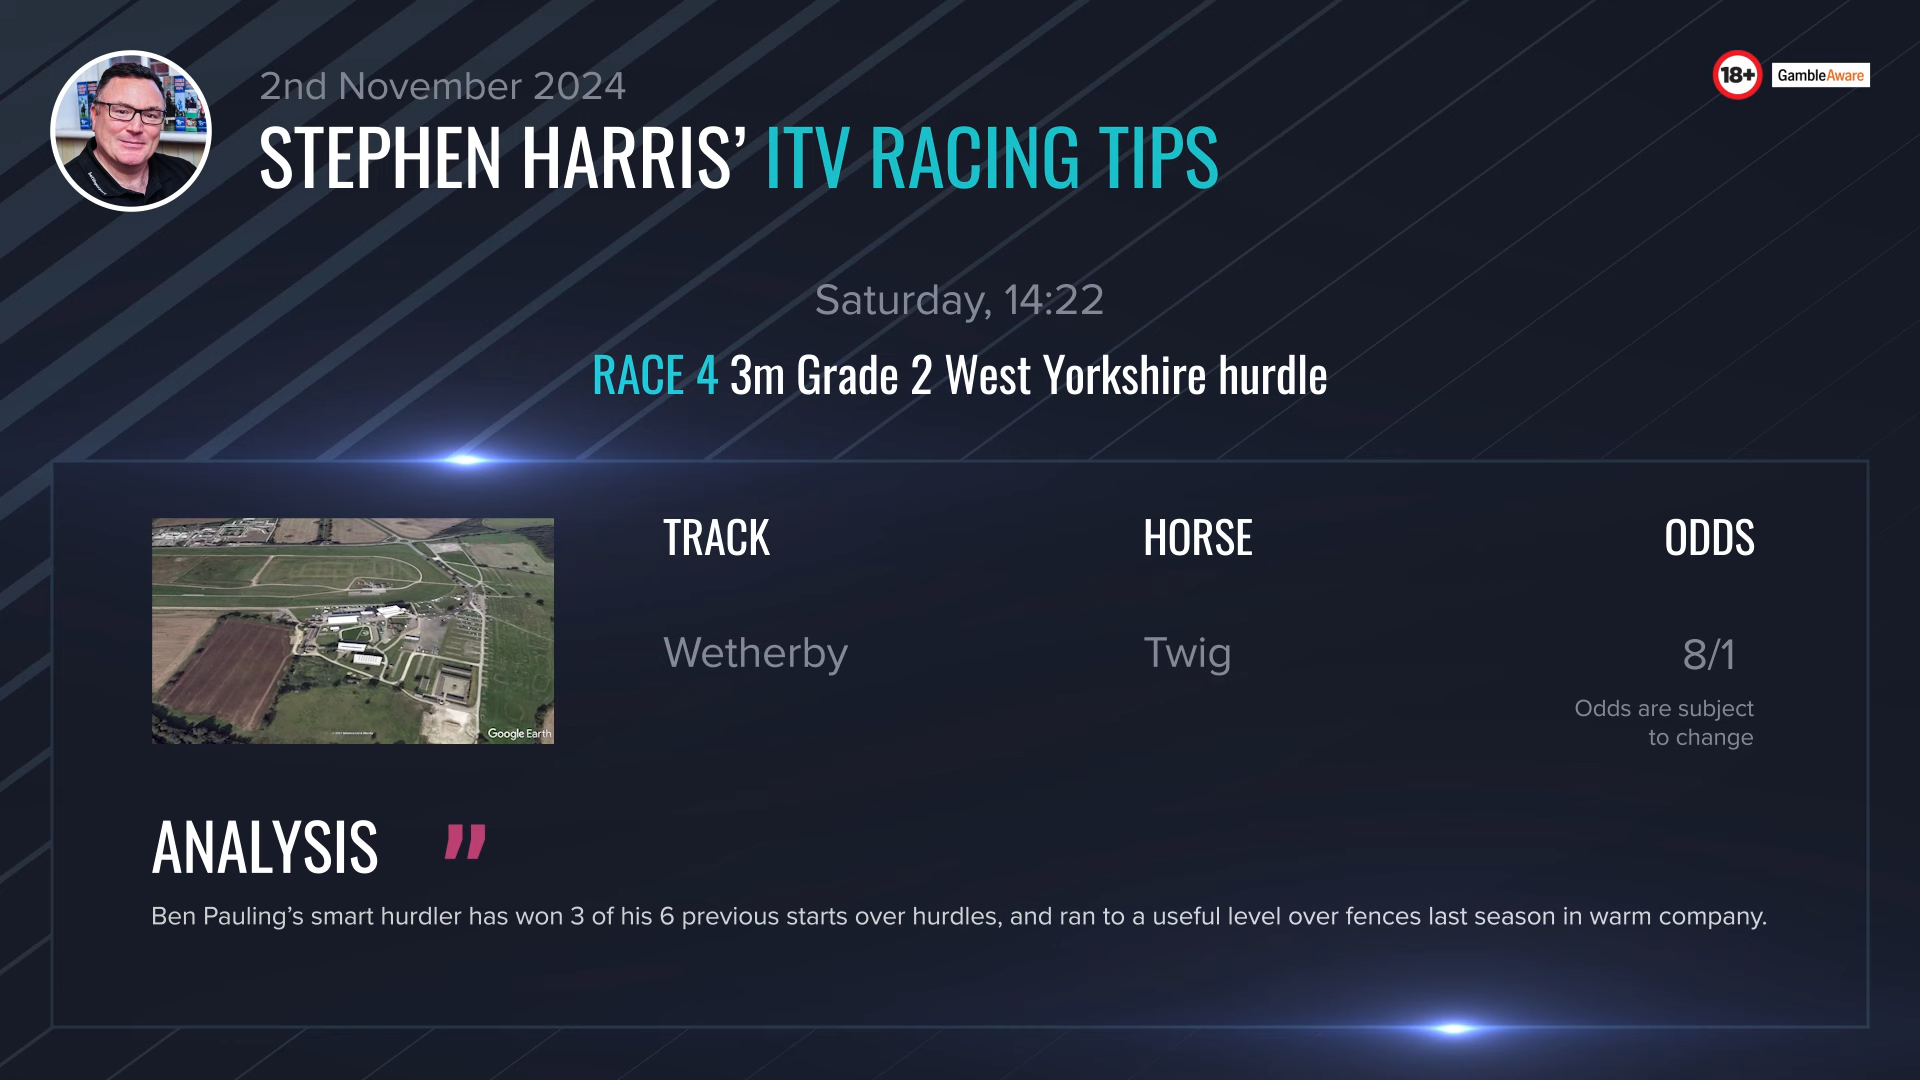 2nd November 2024
STEPHEN HARRIS’ ITV RACING TIPS
18+
GambleAware
Saturday, 14:22
RACE 4 3m Grade 2 West Yorkshire hurdle
TRACK
HORSE
ODDS
Wetherby
Twig
8/1
Odds are subject
to change
Google Earth
ANALYSIS ”
Ben Pauling’s smart hurdler has won 3 of his 6 previous starts over hurdles, and ran to a useful level over fences last season in warm company.